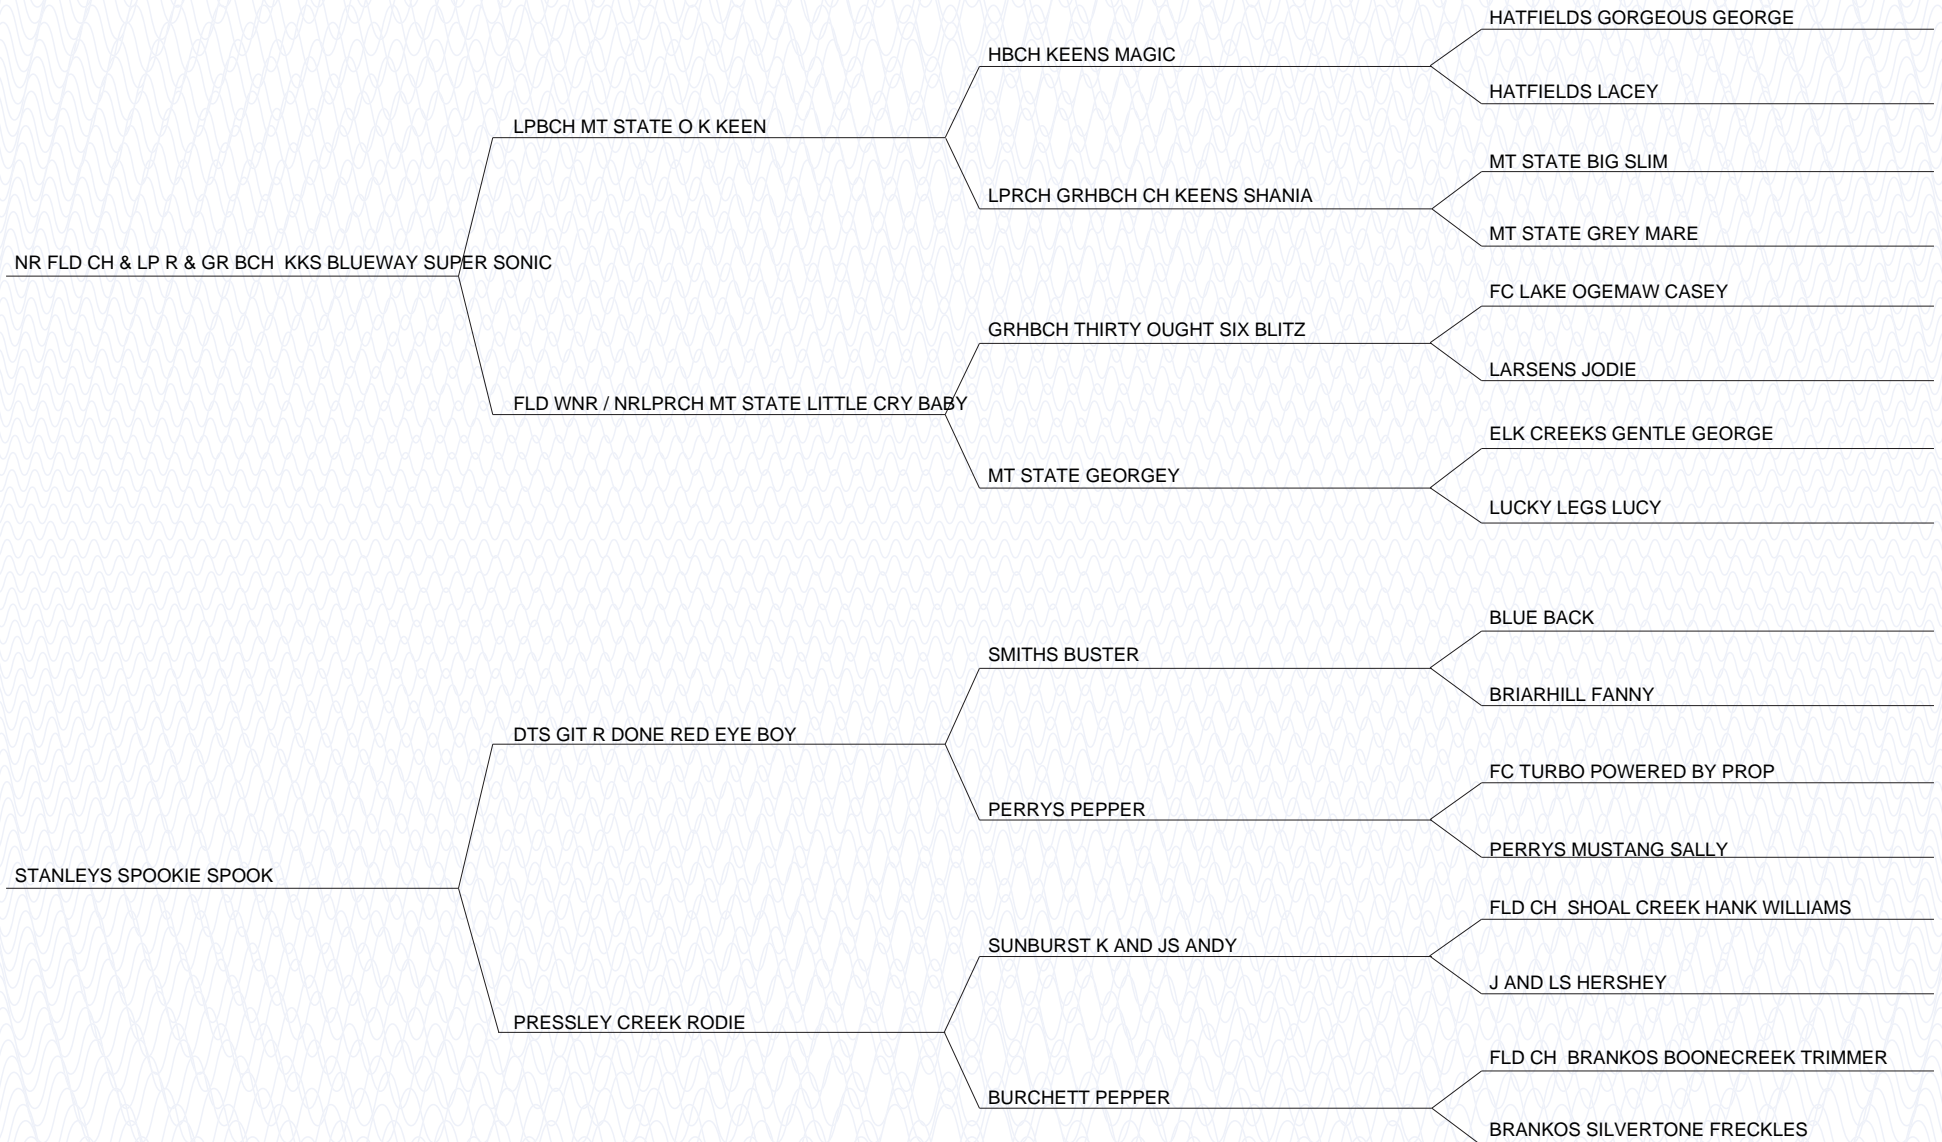 HATFIELDS GORGEOUS GEORGE
HBCH KEENS MAGIC
HATFIELDS LACEY
LPBCH MT STATE O K KEEN
MT STATE BIG SLIM
LPRCH GRHBCH CH KEENS SHANIA
MT STATE GREY MARE
NR FLD CH & LP R & GR BCH  KKS BLUEWAY SUPER SONIC
FC LAKE OGEMAW CASEY
GRHBCH THIRTY OUGHT SIX BLITZ
LARSENS JODIE
FLD WNR / NRLPRCH MT STATE LITTLE CRY BABY
ELK CREEKS GENTLE GEORGE
MT STATE GEORGEY
LUCKY LEGS LUCY
BLUE BACK
SMITHS BUSTER
BRIARHILL FANNY
DTS GIT R DONE RED EYE BOY
FC TURBO POWERED BY PROP
PERRYS PEPPER
PERRYS MUSTANG SALLY
STANLEYS SPOOKIE SPOOK
FLD CH  SHOAL CREEK HANK WILLIAMS
SUNBURST K AND JS ANDY
J AND LS HERSHEY
PRESSLEY CREEK RODIE
FLD CH  BRANKOS BOONECREEK TRIMMER
BURCHETT PEPPER
BRANKOS SILVERTONE FRECKLES